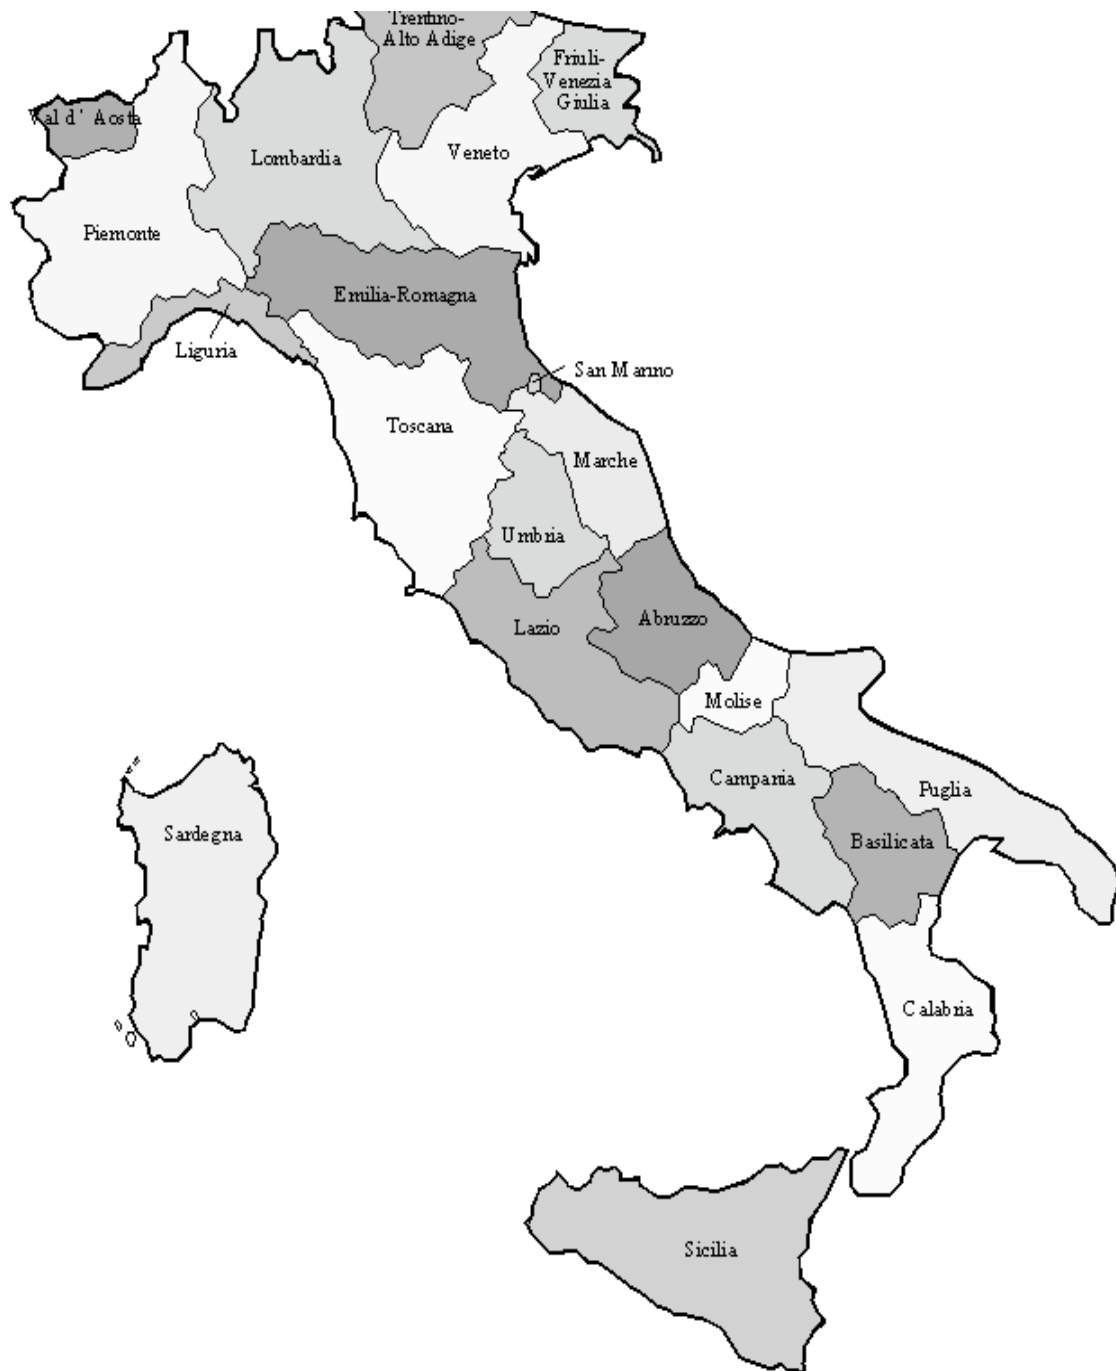 Trentino-
Alto Adige
Friuli-
Venezia
Giulia
Val d' Aosta
Lombardia
Veneto
Piemonte
Emilia-Romagna
Liguria
San Marino
Toscana
Marche
Umbria
Lazio
Abruzzo
Molise
Campania
Puglia
Sardegna
Basilicata
Calabria
Sicilia